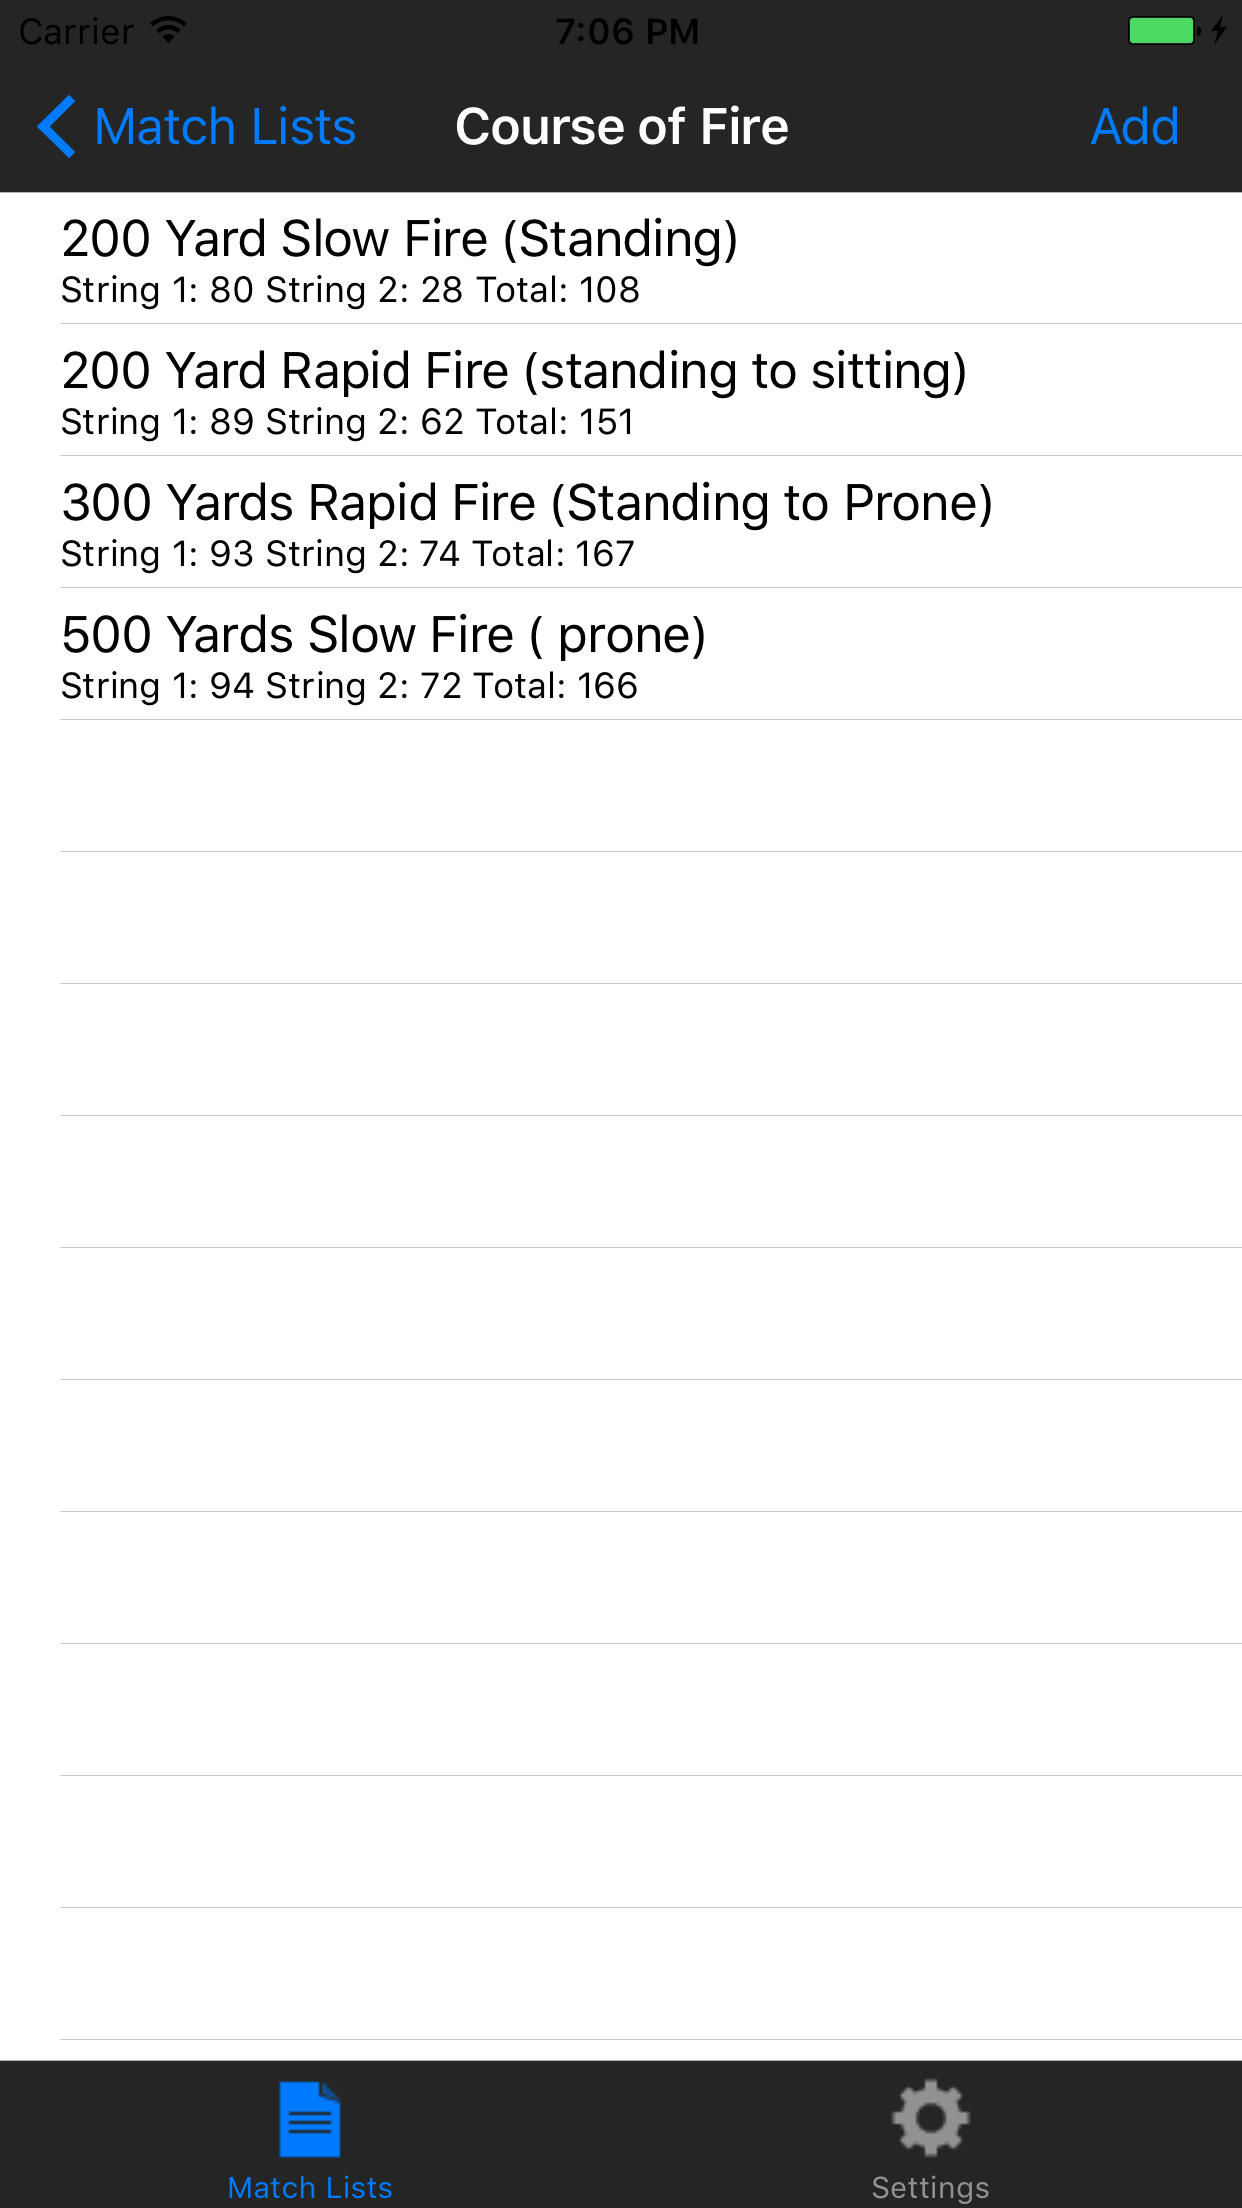 Carrier 7:06 PM
Match Lists Course of Fire Add
200 Yard Slow Fire (Standing)
String 1: 80 String 2: 28 Total: 108
200 Yard Rapid Fire (standing to sitting)
String 1: 89 String 2: 62 Total: 151
300 Yards Rapid Fire (Standing to Prone)
String 1: 93 String 2: 74 Total: 167
500 Yards Slow Fire ( prone)
String 1: 94 String 2: 72 Total: 166
Match Lists Settings